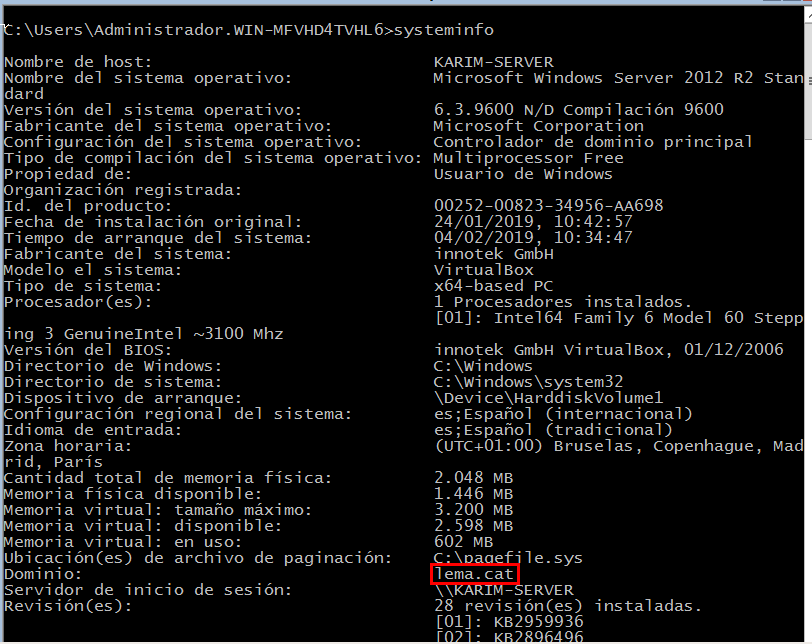 C:\Users\Administrador.WIN-MFVHD4TVHL6>systeminfo
Nombre de host: KARIM-SERVER
Nombre del sistema operativo: Microsoft Windows Server 2012 R2 Stan
dard
Versión del sistema operativo: 6.3.9600 N/D Compilación 9600
Fabricante del sistema operativo: Microsoft Corporation
Configuración del sistema operativo: Controlador de dominio principal
Tipo de compilación del sistema operativo: Multiprocessor Free
Propiedad de: Usuario de Windows
Organización registrada:
Id. del producto: 00252-00823-34956-AA698
Fecha de instalación original: 24/01/2019, 10:42:57
Tiempo de arranque del sistema: 04/02/2019, 10:34:47
Fabricante del sistema: innotek GmbH
Modelo el sistema: VirtualBox
Tipo de sistema: x64-based PC
Procesador(es): 1 Procesadores instalados.
[01]: Intel64 Family 6 Model 60 Stepp
ing 3 GenuineIntel ~3100 Mhz
Versión del BIOS: innotek GmbH VirtualBox, 01/12/2006
Directorio de Windows: C:\Windows
Directorio de sistema: C:\Windows\system32
Dispositivo de arranque: \Device\HarddiskVolume1
Configuración regional del sistema: es;Español (internacional)
Idioma de entrada: es;Español (tradicional)
Zona horaria: (UTC+01:00) Bruselas, Copenhague, Mad
rid, París
Cantidad total de memoria física: 2.048 MB
Memoria física disponible: 1.446 MB
Memoria virtual: tamaño máximo: 3.200 MB
Memoria virtual: disponible: 2.598 MB
Memoria virtual: en uso: 602 MB
Ubicación(es) de archivo de paginación: C:\pagefile.sys
Dominio: lema.cat
Servidor de inicio de sesión: \\KARIM-SERVER
Revisión(es): 28 revisión(es) instaladas.
[01]: KB2959936
[02]: KB2896496